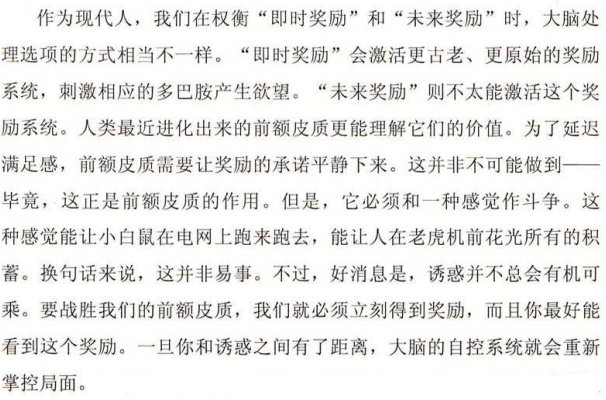 作为现代人，我们在权衡“即时奖励”和“未来奖励”时，大脑处
理选项的方式相当不一样。“即时奖励”会激活更古老、更原始的奖励
系统，刺激相应的多巴胺产生欲望。“未来奖励”则不太能激活这个奖
励系统。人类最近进化出来的前额皮质更能理解它们的价值。为了延迟
满足感，前额皮质需要让奖励的承诺平静下来。这并非不可能做到——
毕竟，这正是前额皮质的作用。但是，它必须和一种感觉作斗争。这
种感觉能让小白鼠在电网上跑来跑去，能让人在老虎机前花光所有的积
蓄。换句话来说，这并非易事。不过，好消息是，诱惑并不总会有机可
乘。要战胜我们的前额皮质，我们就必须立刻得到奖励，而且你最好能
看到这个奖励。一旦你和诱惑之间有了距离，大脑的自控系统就会重新
掌控局面。